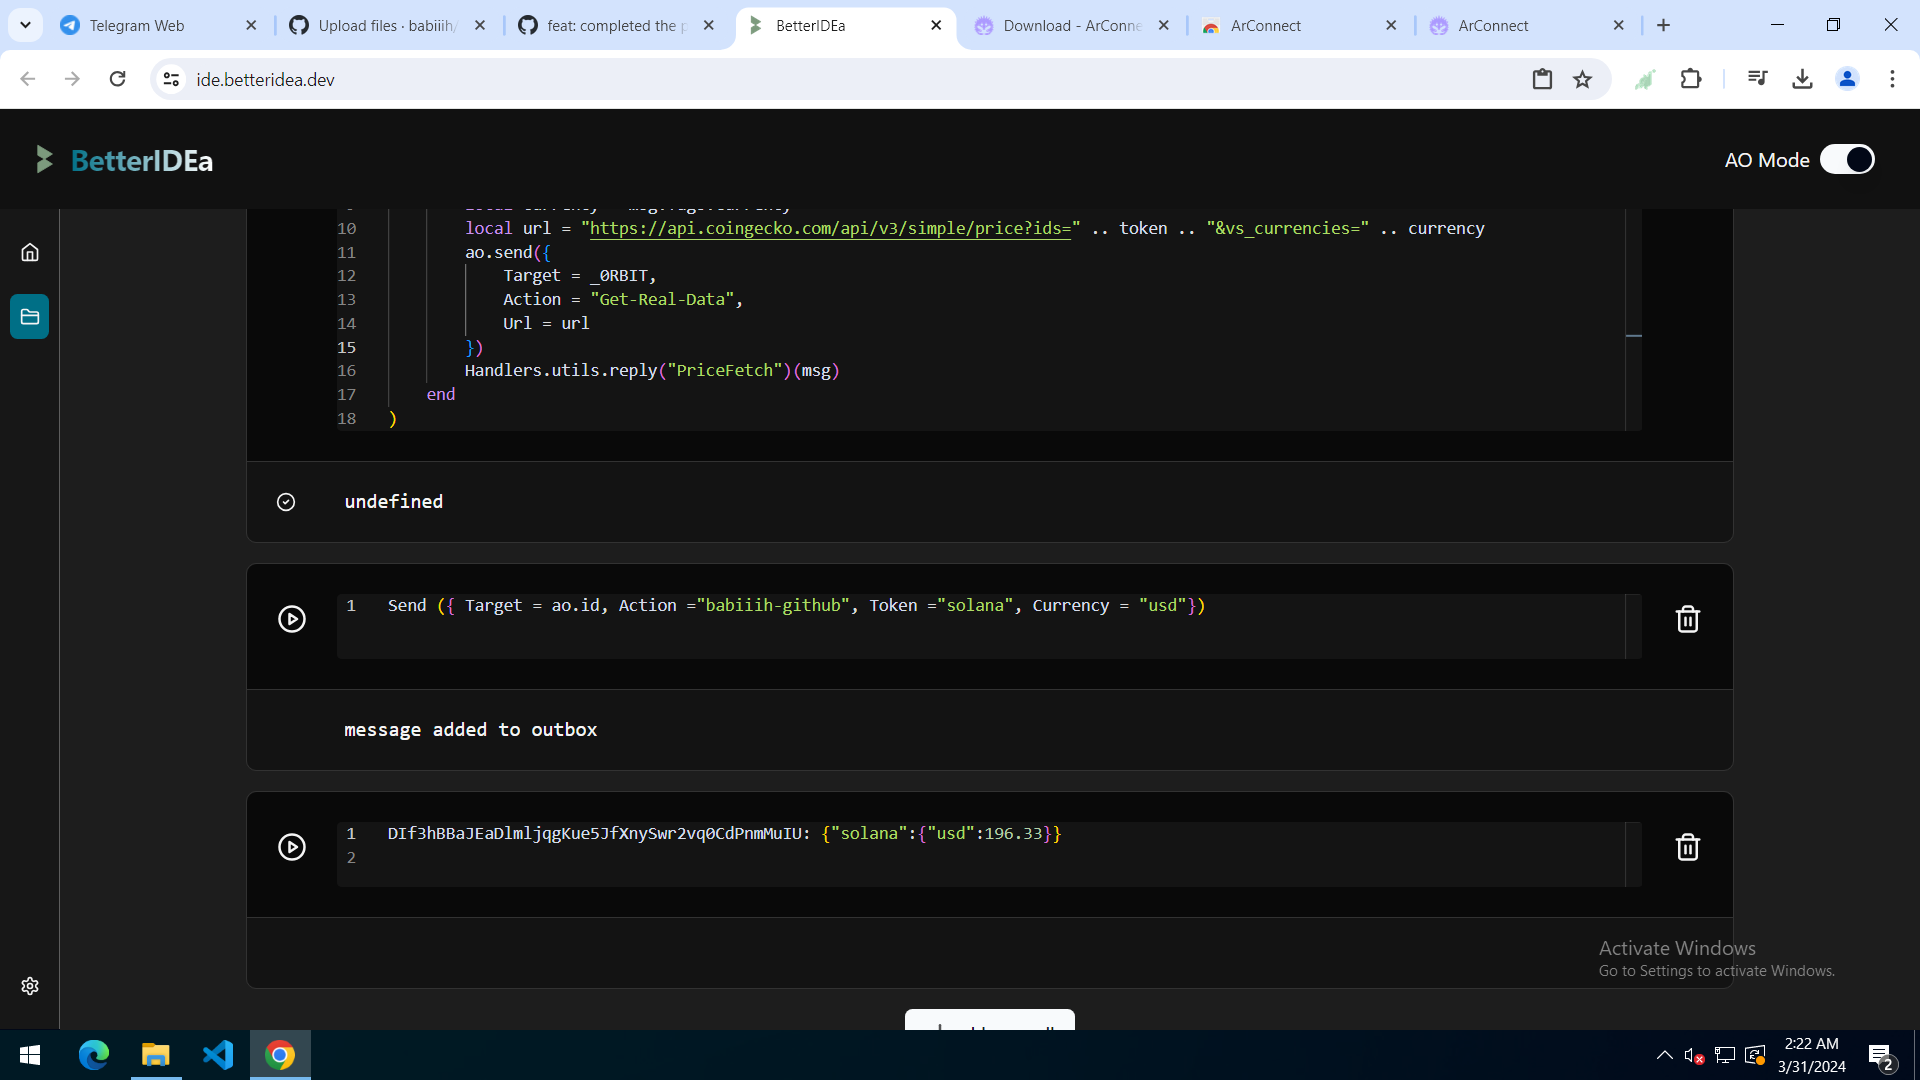 Telegram Web
Upload files · babiiih/
feat: completed the p
BetterIDEa
Download - ArConne
ArConnect
ArConnect
ide.betteridea.dev
BetterIDEa
AO Mode
10 local url = "https://api.coingecko.com/api/v3/simple/price?ids=" .. token .. "&vs_currencies=" .. currency
11 ao.send({
12 Target = _0RBIT,
13 Action = "Get-Real-Data",
14 Url = url
15 })
16 Handlers.utils.reply("PriceFetch")(msg)
17 end
18 )
undefined
1 Send ({ Target = ao.id, Action ="babiiih-github", Token ="solana", Currency = "usd"})
message added to outbox
1 DIf3hBBaJEaDlmljqgKue5JfXnySwr2vq0CdPnmMuIU: {"solana":{"usd":196.33}}
2
Activate Windows
Go to Settings to activate Windows.
2:22 AM
3/31/2024
2